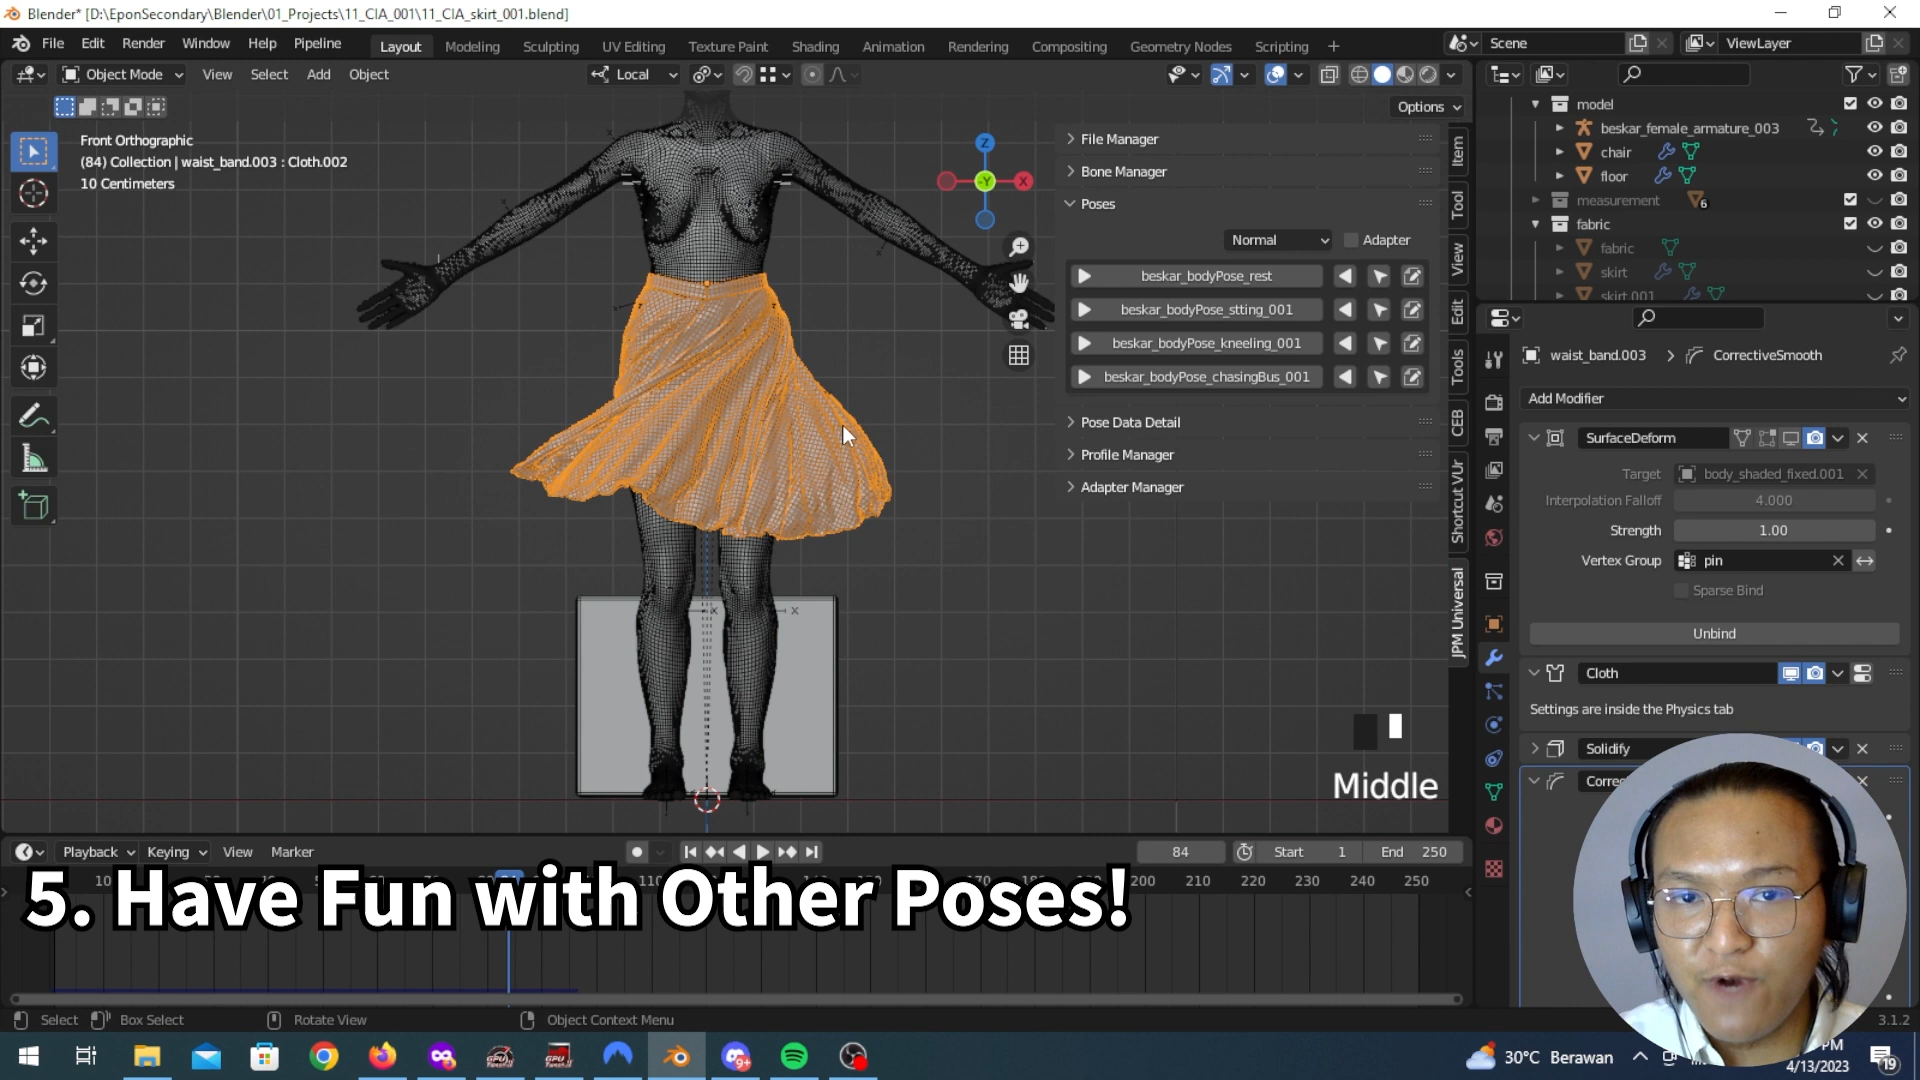 Blender* [D:\EponSecondary\Blender\01_Projects\11_CIA_001\11_CIA_skirt_001.blend]
File Edit Render Window Help Pipeline
Layout Modeling Sculpting UV Editing Texture Paint Shading Animation Rendering Compositing Geometry Nodes Scripting +
Scene
ViewLayer
Object Mode View Select Add Object
Local
Options
Front Orthographic
(84) Collection | waist_band.003 : Cloth.002
10 Centimeters
Z
-Y
X
File Manager
Bone Manager
Poses
Normal
Adapter
beskar_bodyPose_rest
beskar_bodyPose_stting_001
beskar_bodyPose_kneeling_001
beskar_bodyPose_chasingBus_001
Pose Data Detail
Profile Manager
Adapter Manager
Item
Tool
View
Edit
Tools
CEB
Shortcut VUr
JPM Universal
model
beskar_female_armature_003
chair
floor
measurement
6
fabric
fabric
skirt
skirt.001
waist_band.003 > CorrectiveSmooth
Add Modifier
SurfaceDeform
Target body_shaded_fixed.001
Interpolation Falloff 4.000
Strength 1.00
Vertex Group pin
Sparse Bind
Unbind
Cloth
Settings are inside the Physics tab
Solidify
Middle
Playback Keying View Marker
84
Start 1
End 250
210 220 230 240 250
5. Have Fun with Other Poses!
Select Box Select Rotate View Object Context Menu
3.1.2
9+
30°C Berawan
PM
4/13/2023
19